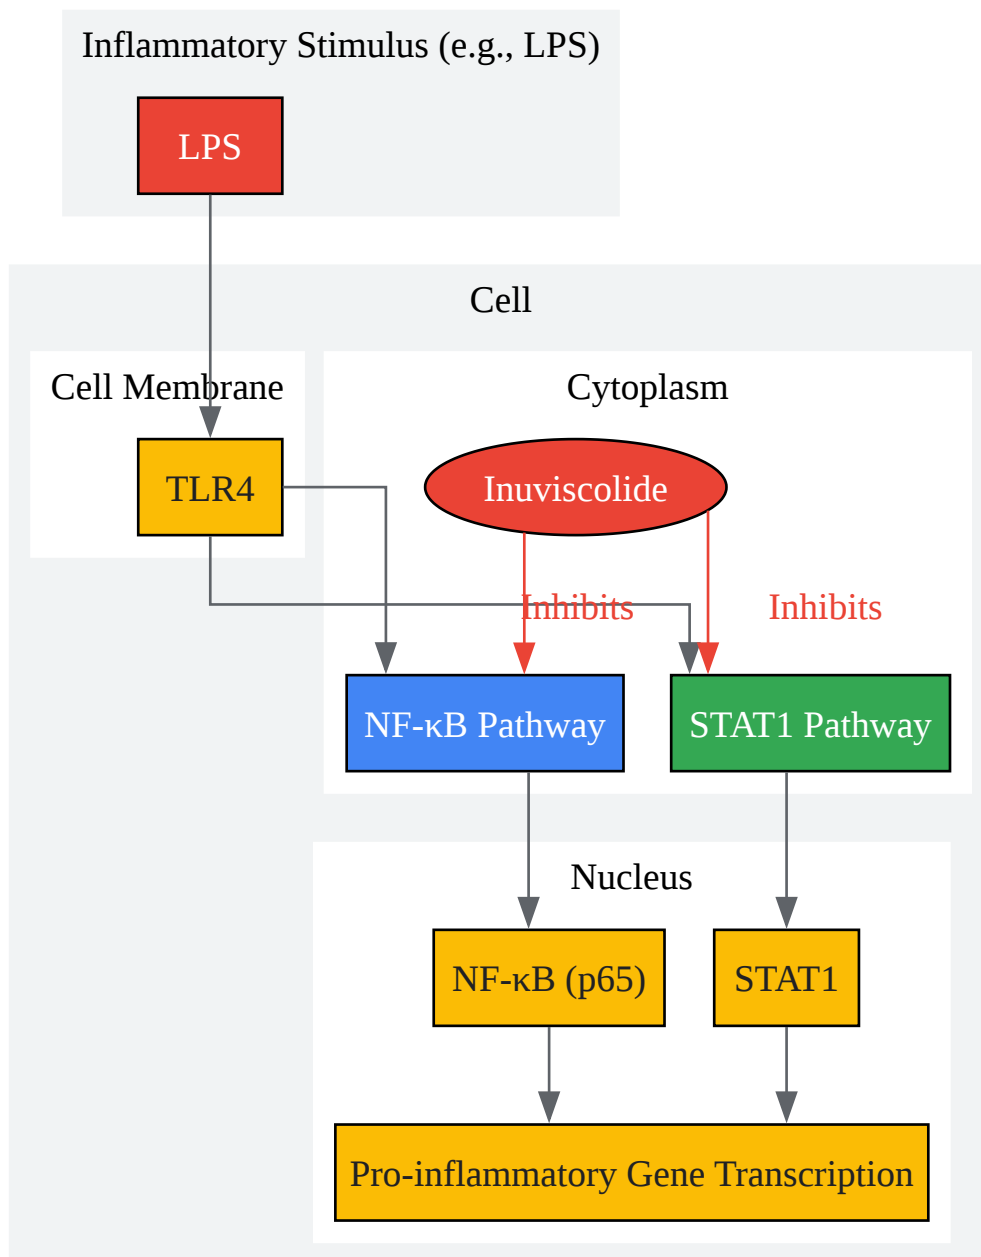 Inflammatory Stimulus (e.g., LPS)
LPS
Cell
Cell Membrane
Cytoplasm
TLR4
Inuviscolide
Inhibits
Inhibits
NF-κB Pathway
STAT1 Pathway
Nucleus
NF-κB (p65)
STAT1
Pro-inflammatory Gene Transcription